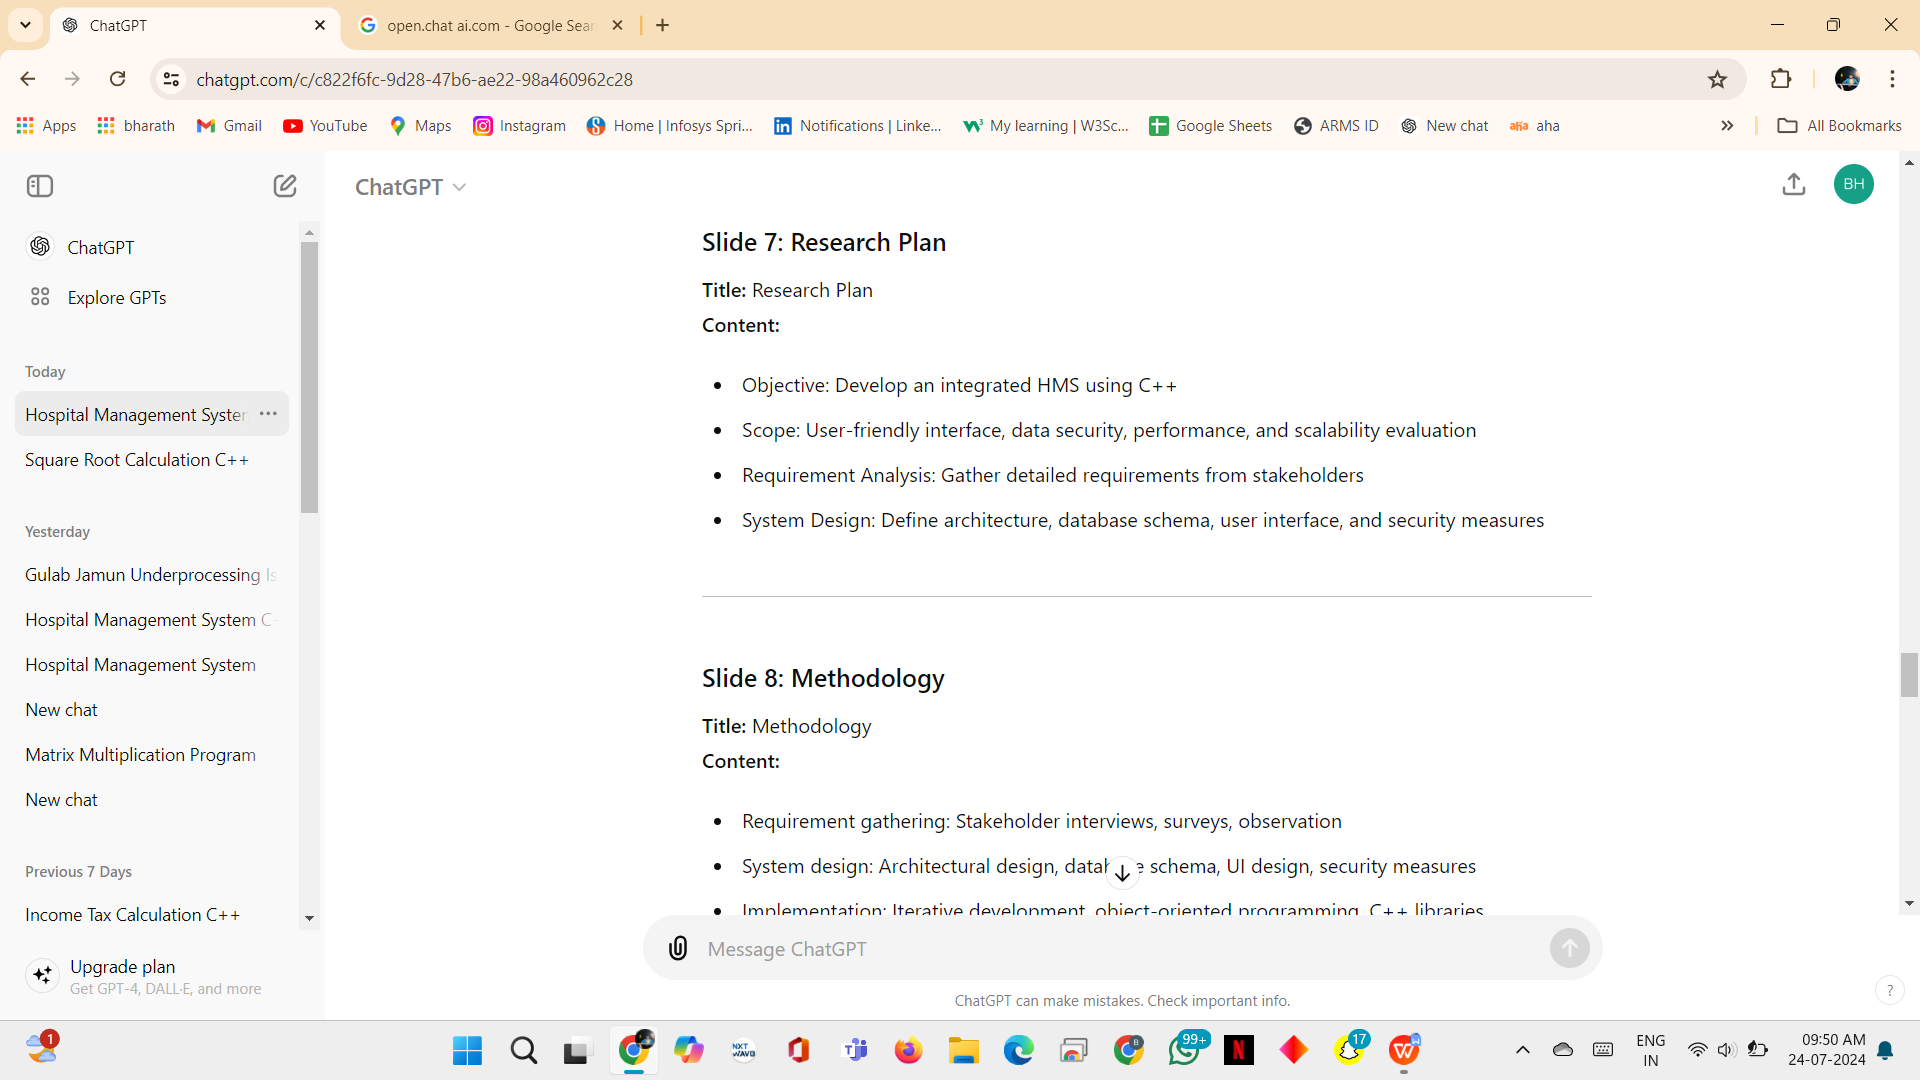 ChatGPT
open.chat ai.com - Google Sear
chatgpt.com/c/c822f6fc-9d28-47b6-ae22-98a460962c28
Apps
bharath
Gmail
YouTube
Maps
Instagram
Home | Infosys Spri...
Notifications | Linke...
My learning | W3Sc...
Google Sheets
ARMS ID
New chat
aha aha
All Bookmarks
ChatGPT
Explore GPTs
Today
Hospital Management System
Square Root Calculation C++
Yesterday
Gulab Jamun Underprocessing Is
Hospital Management System C+
Hospital Management System
New chat
Matrix Multiplication Program
New chat
Previous 7 Days
Income Tax Calculation C++
Upgrade plan
Get GPT-4, DALL·E, and more
ChatGPT
BH
Slide 7: Research Plan
Title: Research Plan
Content:
Objective: Develop an integrated HMS using C++
Scope: User-friendly interface, data security, performance, and scalability evaluation
Requirement Analysis: Gather detailed requirements from stakeholders
System Design: Define architecture, database schema, user interface, and security measures
Slide 8: Methodology
Title: Methodology
Content:
Requirement gathering: Stakeholder interviews, surveys, observation
System design: Architectural design, database schema, UI design, security measures
Implementation: Iterative development, object-oriented programming, C++ libraries
Message ChatGPT
ChatGPT can make mistakes. Check important info.
?
1
NXT
WAVE
99+
17
ENG
IN
09:50 AM
24-07-2024